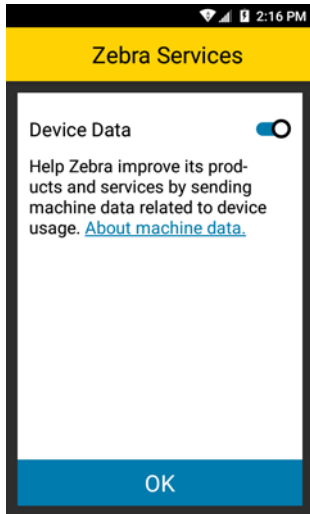 2:16 PM
Zebra Services
Device Data
Help Zebra improve its prod-
ucts and services by sending
machine data related to device
usage. About machine data.
OK